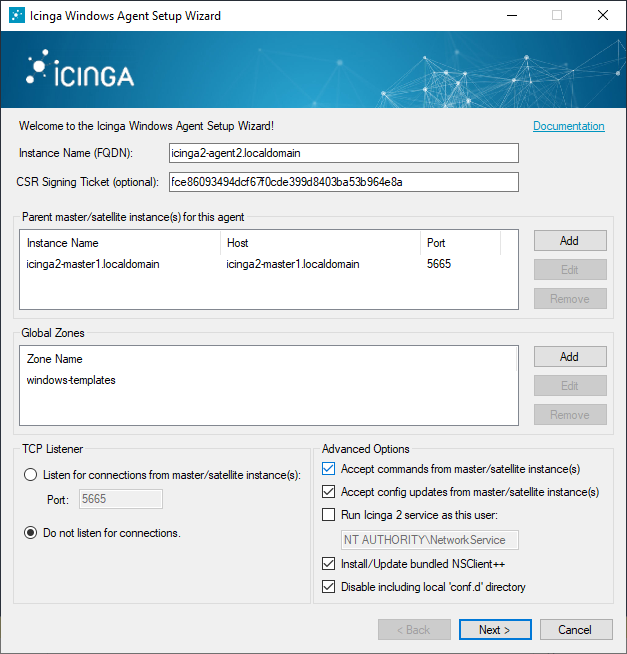 Icinga Windows Agent Setup Wizard
iCINGA
Welcome to the Icinga Windows Agent Setup Wizard!
Documentation
Instance Name (FQDN):
icinga2-agent2.localdomain
CSR Signing Ticket (optional):
fce86093494dcf67f0cde399d8403ba53b964e8a
Parent master/satellite instance(s) for this agent
Instance Name Host Port
icinga2-master1.localdomain icinga2-master1.localdomain 5665
Add
Edit
Remove
Global Zones
Zone Name
windows-templates
Add
Edit
Remove
TCP Listener
Listen for connections from master/satellite instance(s):
Port: 5665
Do not listen for connections.
Advanced Options
Accept commands from master/satellite instance(s)
Accept config updates from master/satellite instance(s)
Run Icinga 2 service as this user:
NT AUTHORITY\NetworkService
Install/Update bundled NSClient++
Disable including local 'conf.d' directory
< Back
Next >
Cancel